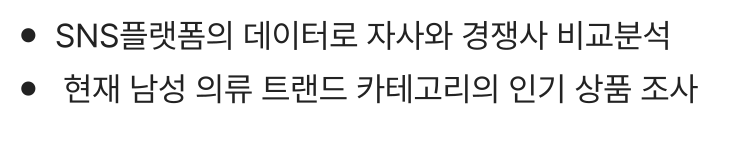 • SNS플랫폼의 데이터로 자사와 경쟁사 비교분석
• 현재 남성 의류 트랜드 카테고리의 인기 상품 조사